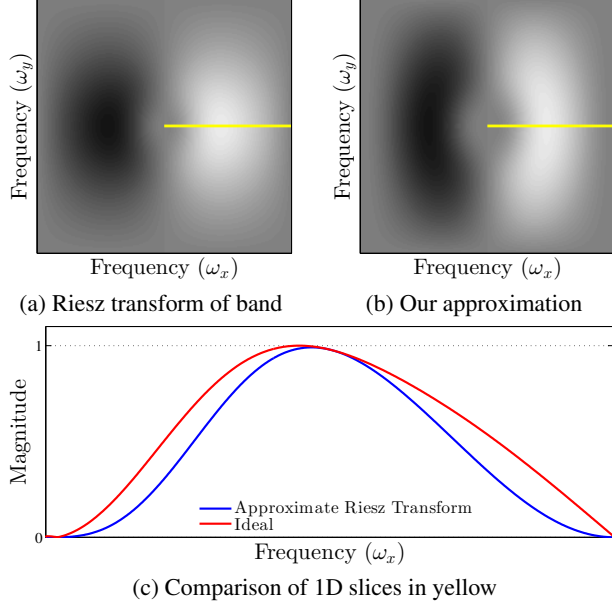 Frequency (ω_y)
Frequency (ω_x)
(a) Riesz transform of band
Frequency (ω_y)
Frequency (ω_x)
(b) Our approximation
Magnitude
1
0
Approximate Riesz Transform
Ideal
Frequency (ω_x)
(c) Comparison of 1D slices in yellow